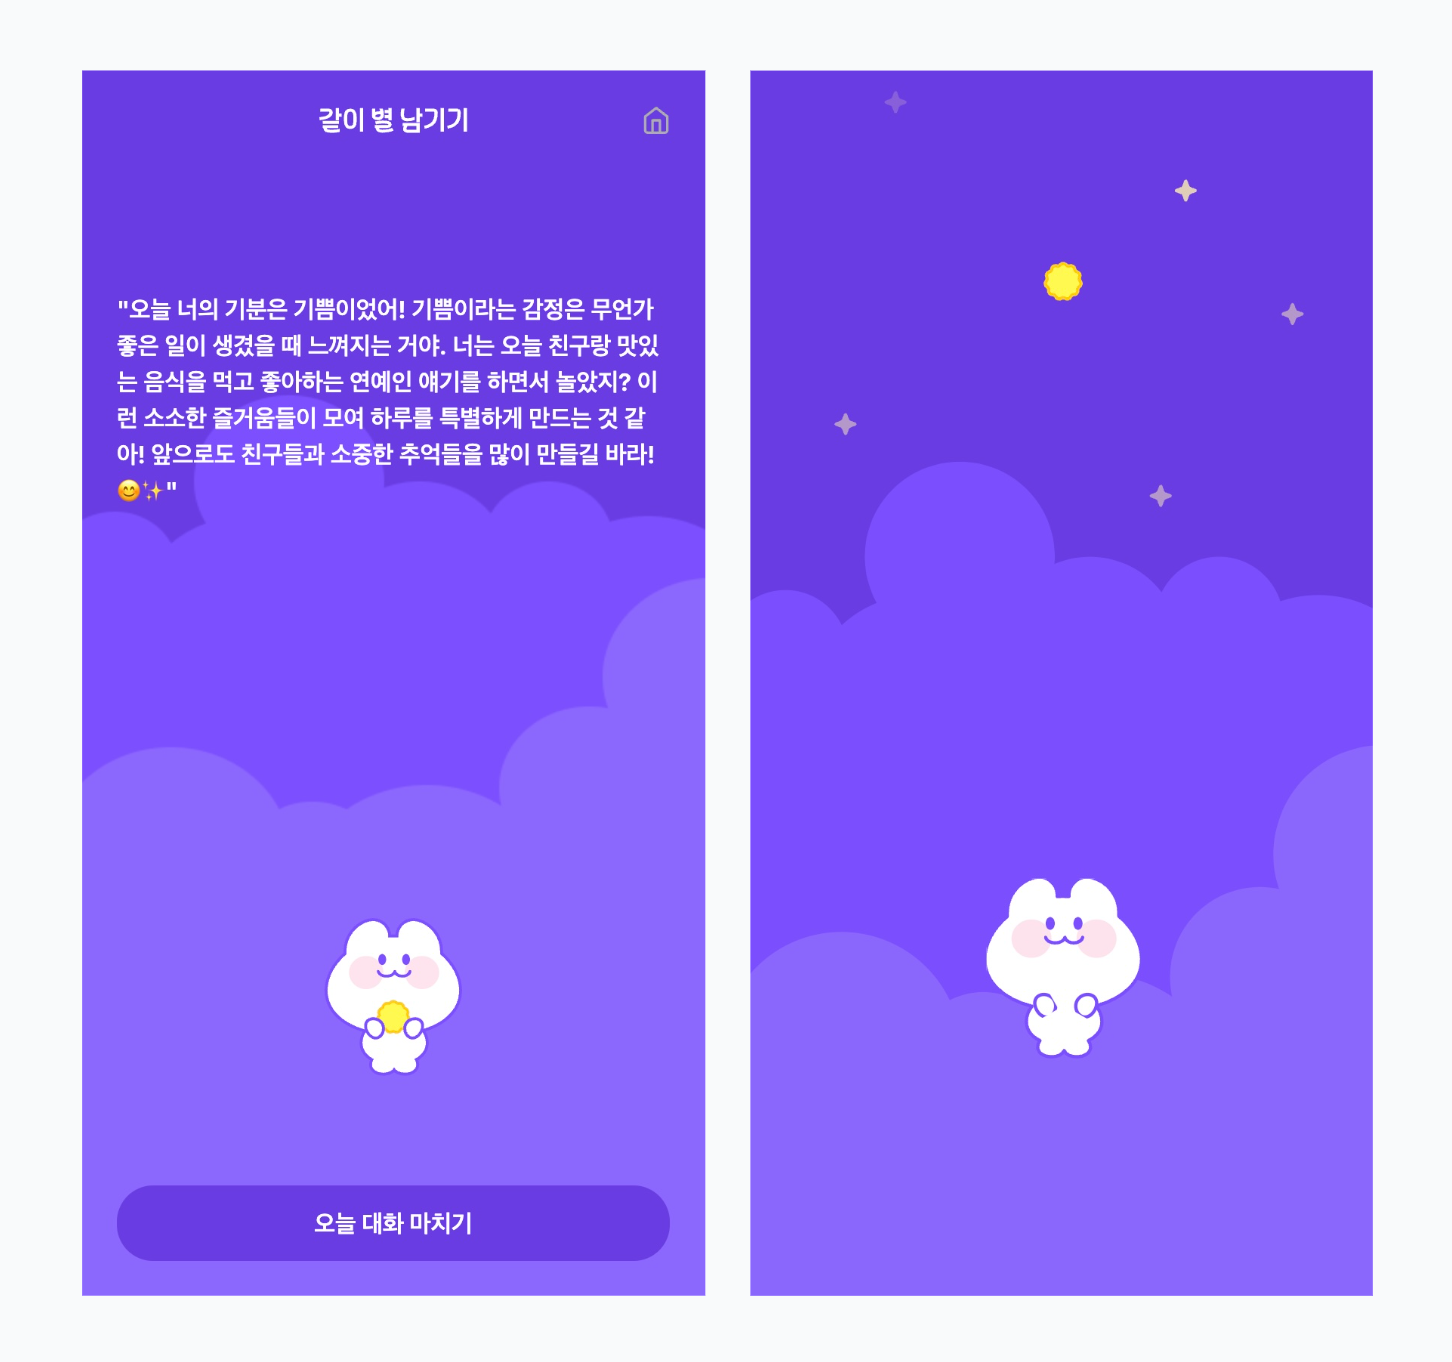 같이 별 남기기
"오늘 너의 기분은 기쁨이었어! 기쁨이라는 감정은 무언가
좋은 일이 생겼을 때 느껴지는 거야. 너는 오늘 친구랑 맛있
는 음식을 먹고 좋아하는 연예인 얘기를 하면서 놀았지? 이
런 소소한 즐거움들이 모여 하루를 특별하게 만드는 것 같
아! 앞으로도 친구들과 소중한 추억들을 많이 만들길 바라!
😊✨"
오늘 대화 마치기